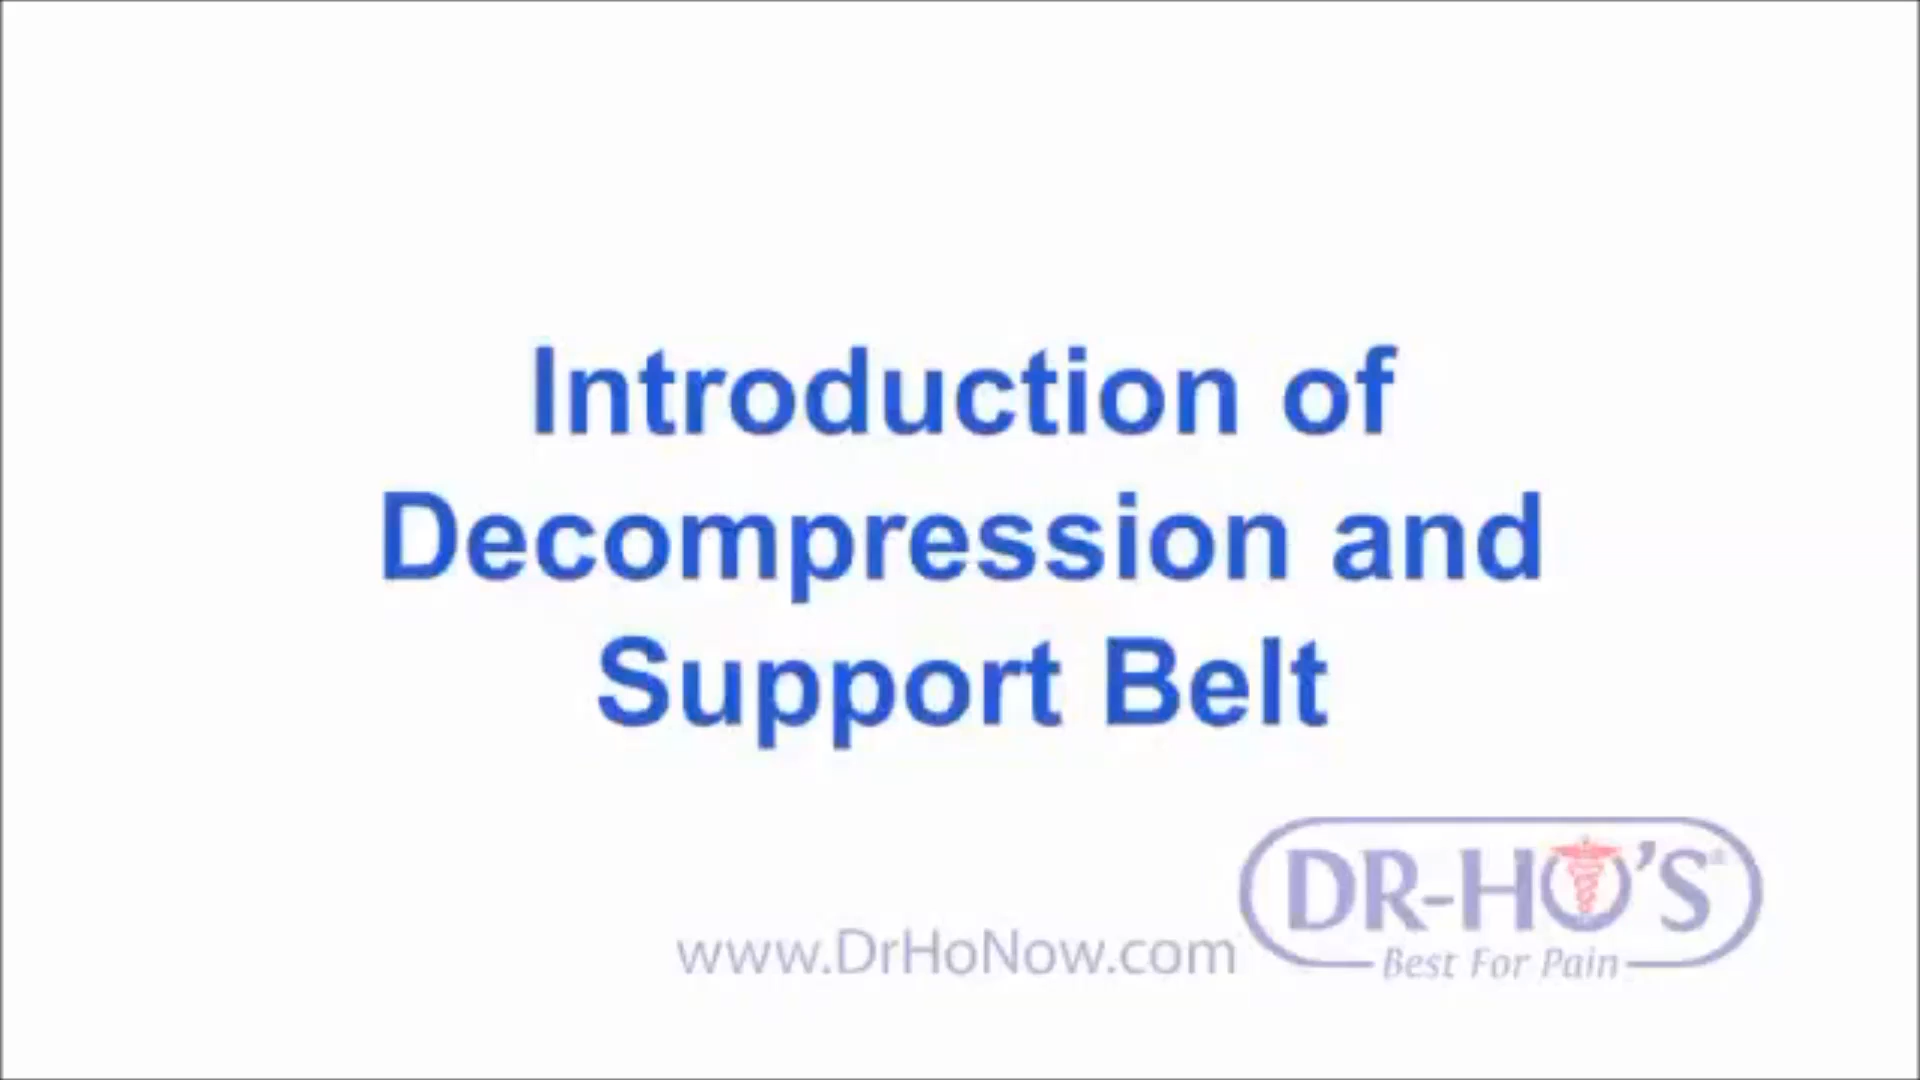 Introduction of
Decompression and
Support Belt
DR-HO'S®
www.DrHoNow.com
Best For Pain